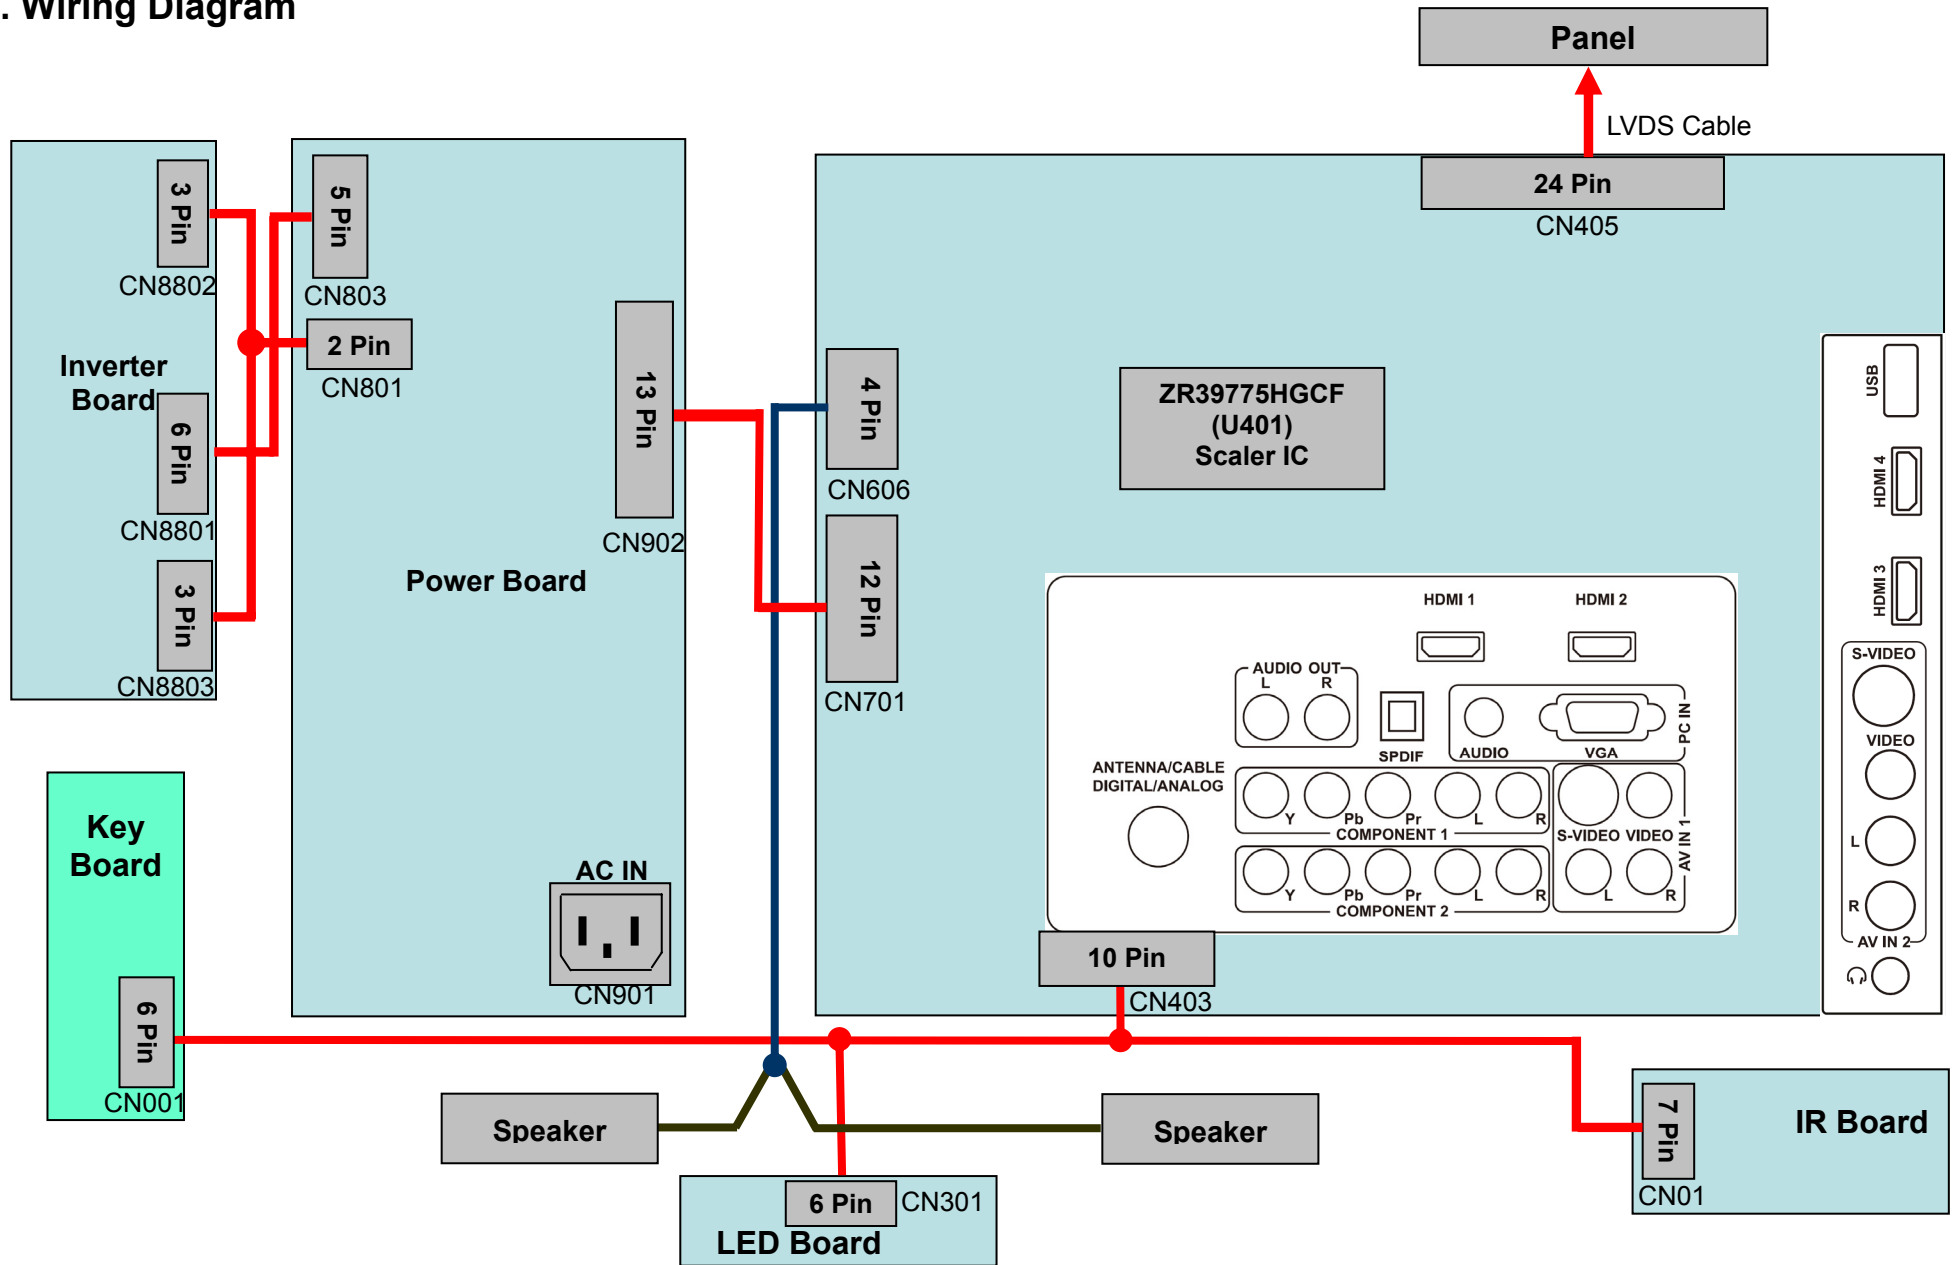 . Wiring Diagram
Panel
LVDS Cable
24 Pin
CN405
3 Pin
CN8802
Inverter
Board
6 Pin
CN8801
3 Pin
CN8803
5 Pin
CN803
2 Pin
CN801
13 Pin
CN902
Power Board
AC IN
CN901
4 Pin
CN606
12 Pin
CN701
ZR39775HGCF
(U401)
Scaler IC
HDMI 1
HDMI 2
AUDIO OUT
L
R
SPDIF
AUDIO
VGA
PC IN
ANTENNA/CABLE
DIGITAL/ANALOG
Y
Pb
Pr
L
R
COMPONENT 1
S-VIDEO
VIDEO
AV IN 1
Y
Pb
Pr
L
R
COMPONENT 2
L
R
USB
HDMI 4
HDMI 3
S-VIDEO
VIDEO
L
R
AV IN 2
10 Pin
CN403
Key
Board
6 Pin
CN001
Speaker
Speaker
6 Pin
CN301
LED Board
7 Pin
CN01
IR Board